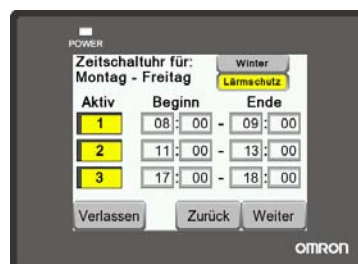 POWER
Zeitschaltuhr für: Winter
Montag - Freitag Lärmschutz
Aktiv Beginn Ende
1 08 : 00 - 09 : 00
2 11 : 00 - 13 : 00
3 17 : 00 - 18 : 00
Verlassen Zurück Weiter
OMRON